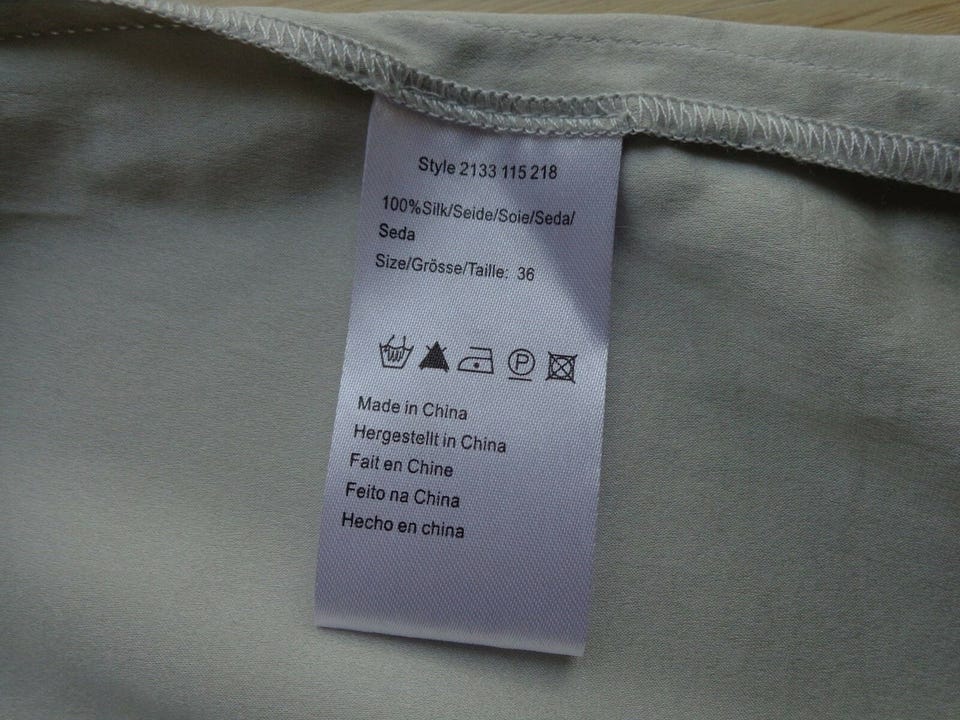 Style 2133 115 218
100%Silk/Seide/Soie/Seda/
Seda
Size/Grösse/Taille: 36
P
Made in China
Hergestellt in China
Fait en Chine
Feito na China
Hecho en china